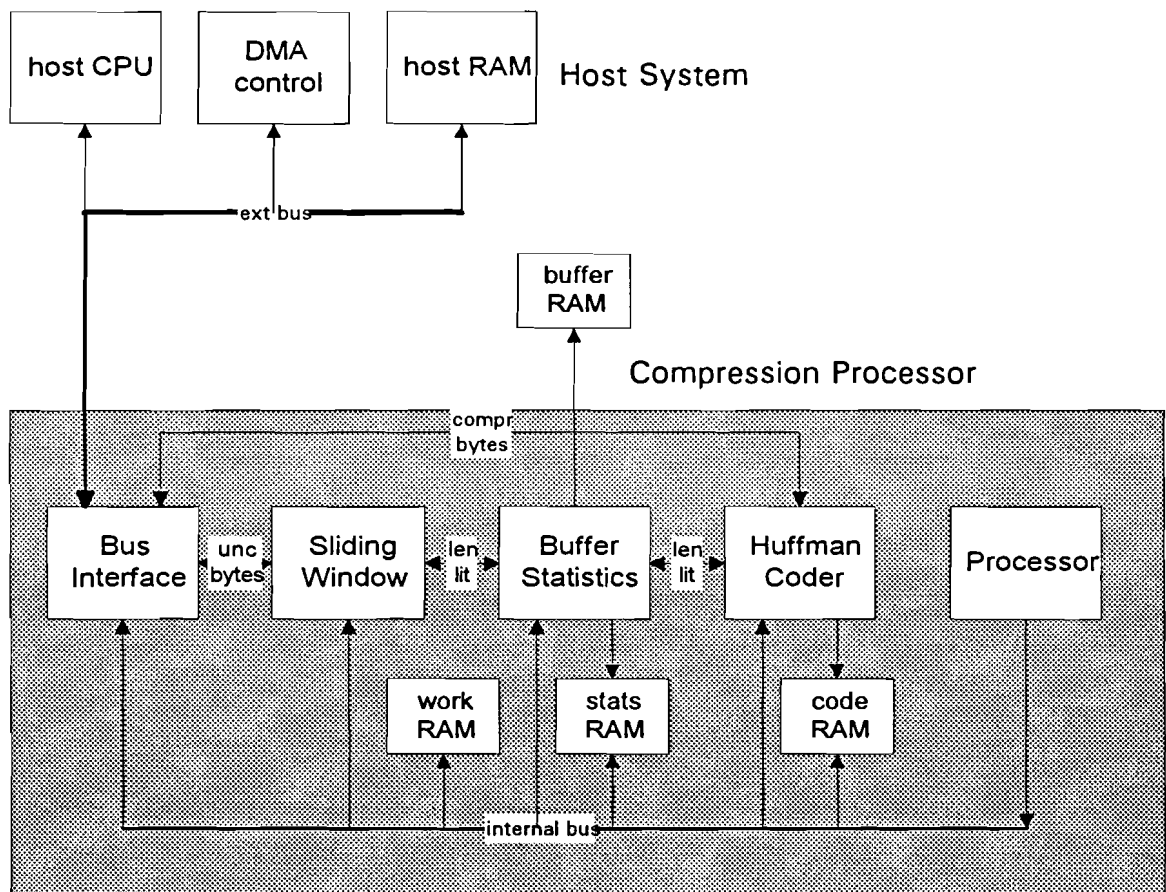 host CPU
DMA
control
host RAM
Host System
ext bus
buffer
RAM
Compression Processor
compr
bytes
Bus
Interface
unc
bytes
Sliding
Window
len
lit
Buffer
Statistics
len
lit
Huffman
Coder
Processor
work
RAM
stats
RAM
code
RAM
internal bus